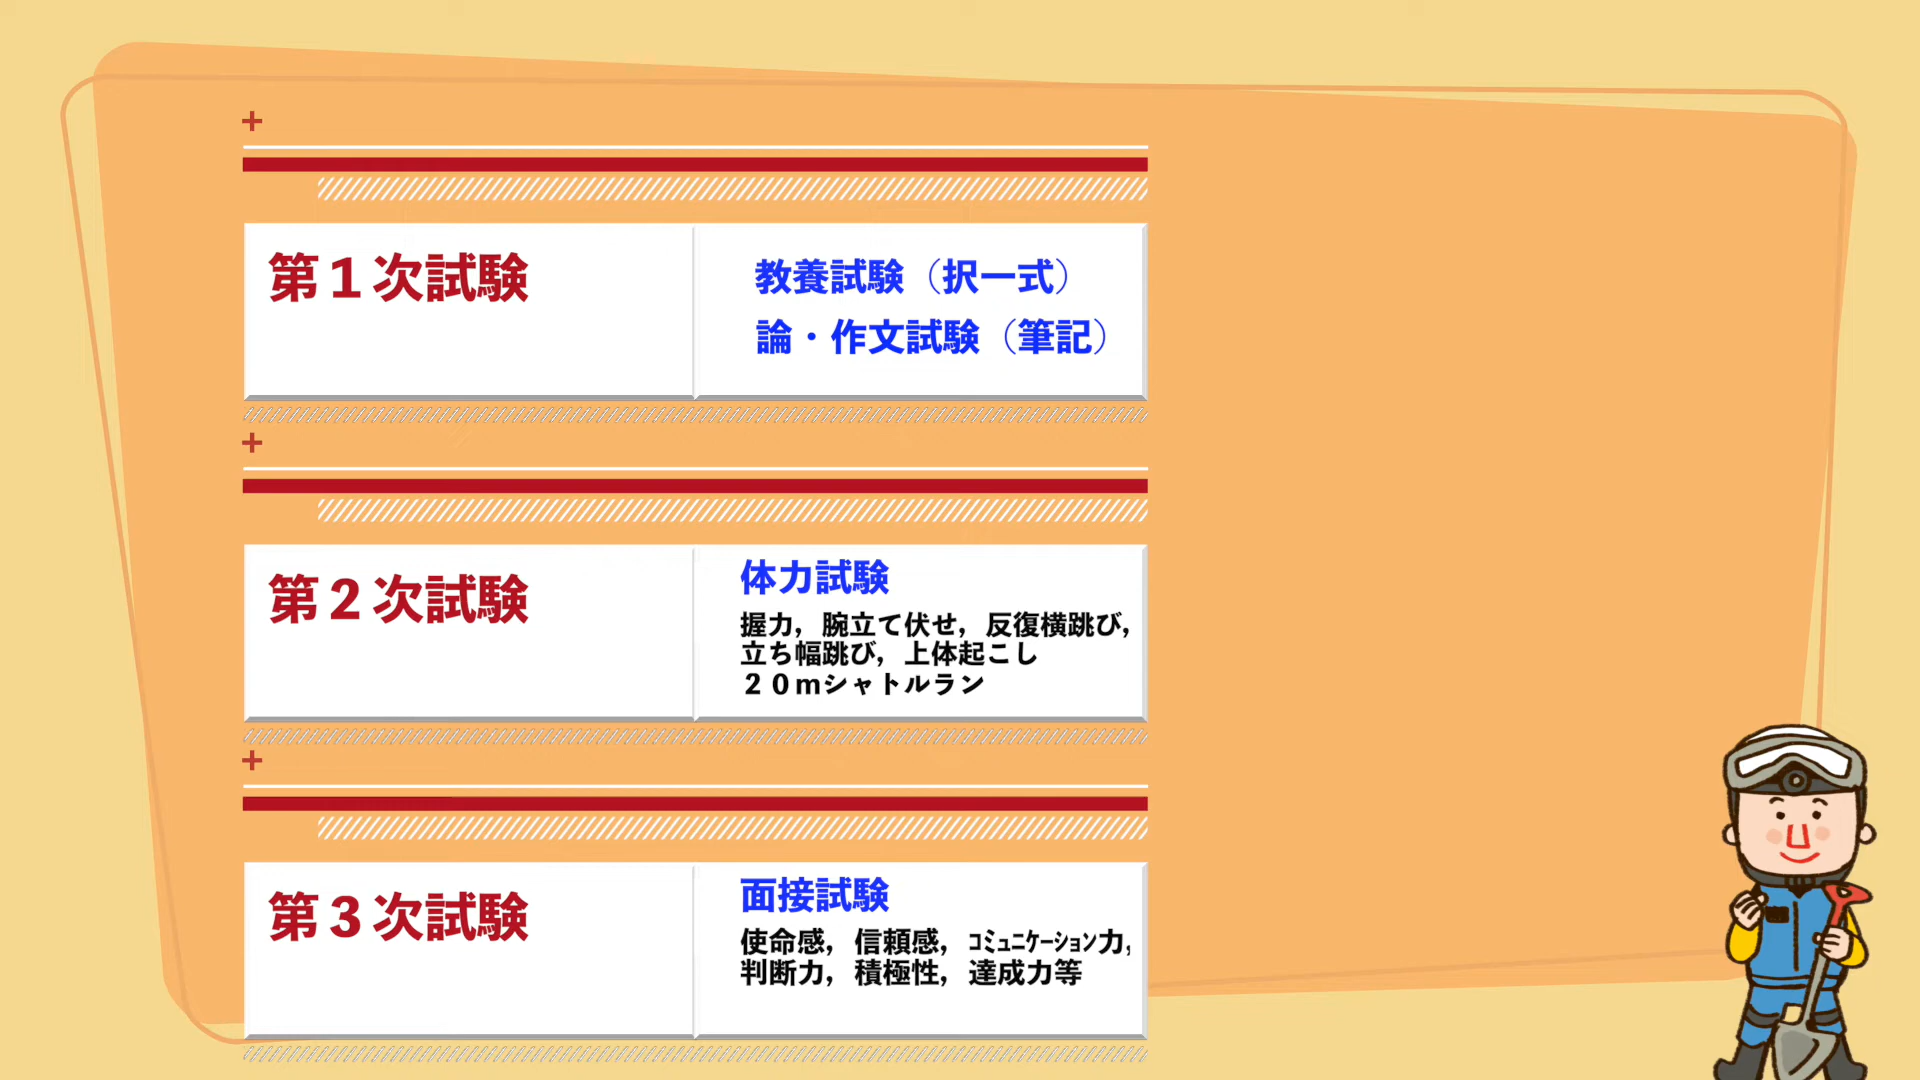 第１次試験
教養試験（択一式）
論・作文試験（筆記）
第２次試験
体力試験
握力，腕立て伏せ，反復横跳び，
立ち幅跳び，上体起こし
２０ｍシャトルラン
第３次試験
面接試験
使命感，信頼感，ｺﾐｭﾆｹｰｼｮﾝ力，
判断力，積極性，達成力等